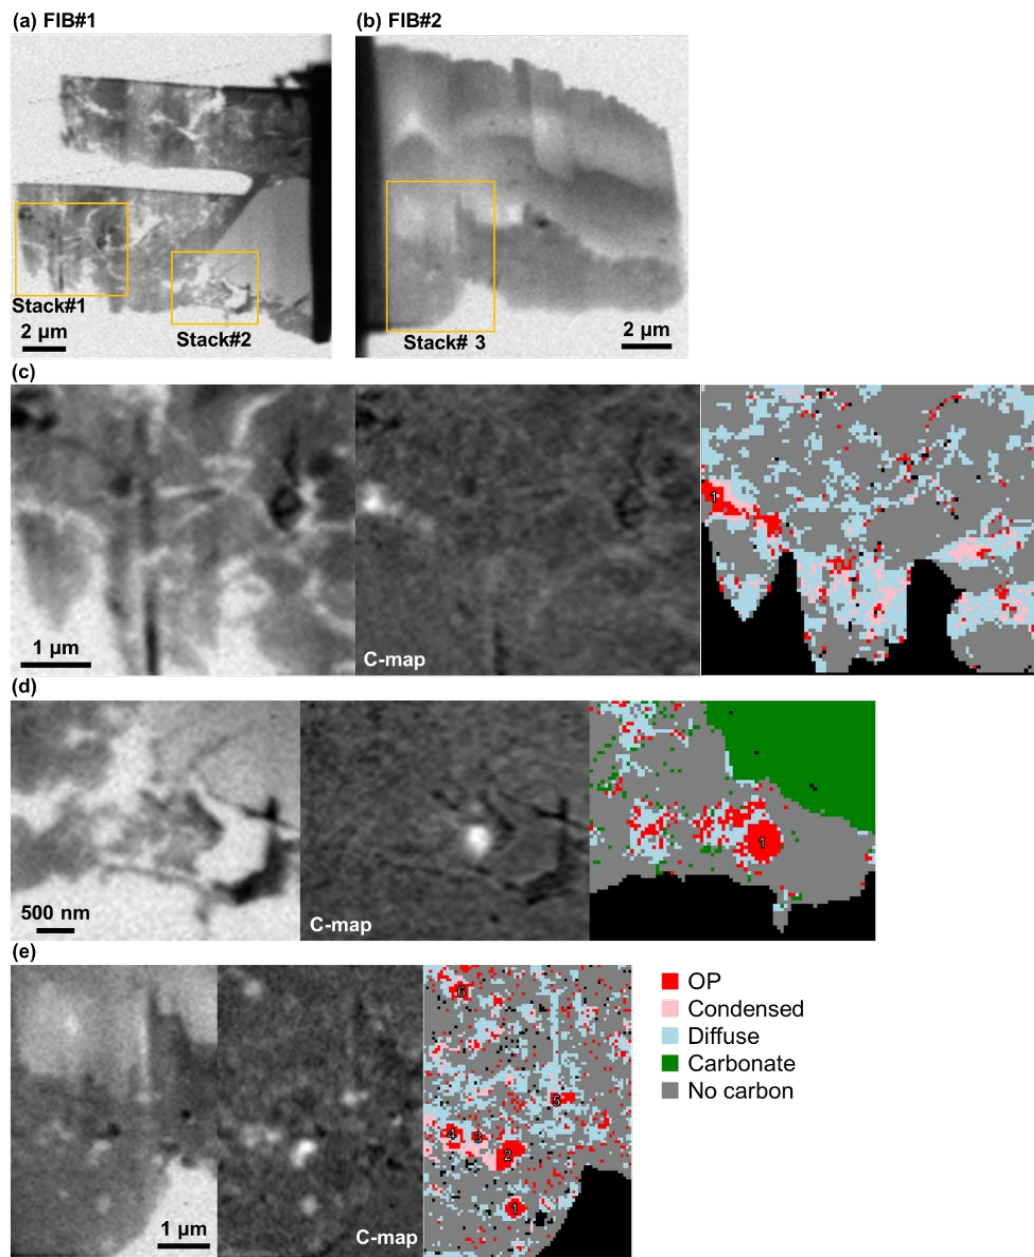 (a) FIB#1
(b) FIB#2
Stack#1
2 µm
Stack#2
Stack# 3
2 µm
(c)
1 µm
C-map
1
(d)
500 nm
C-map
1
(e)
1 µm
C-map
6
5
4
3
2
1
OP
Condensed
Diffuse
Carbonate
No carbon